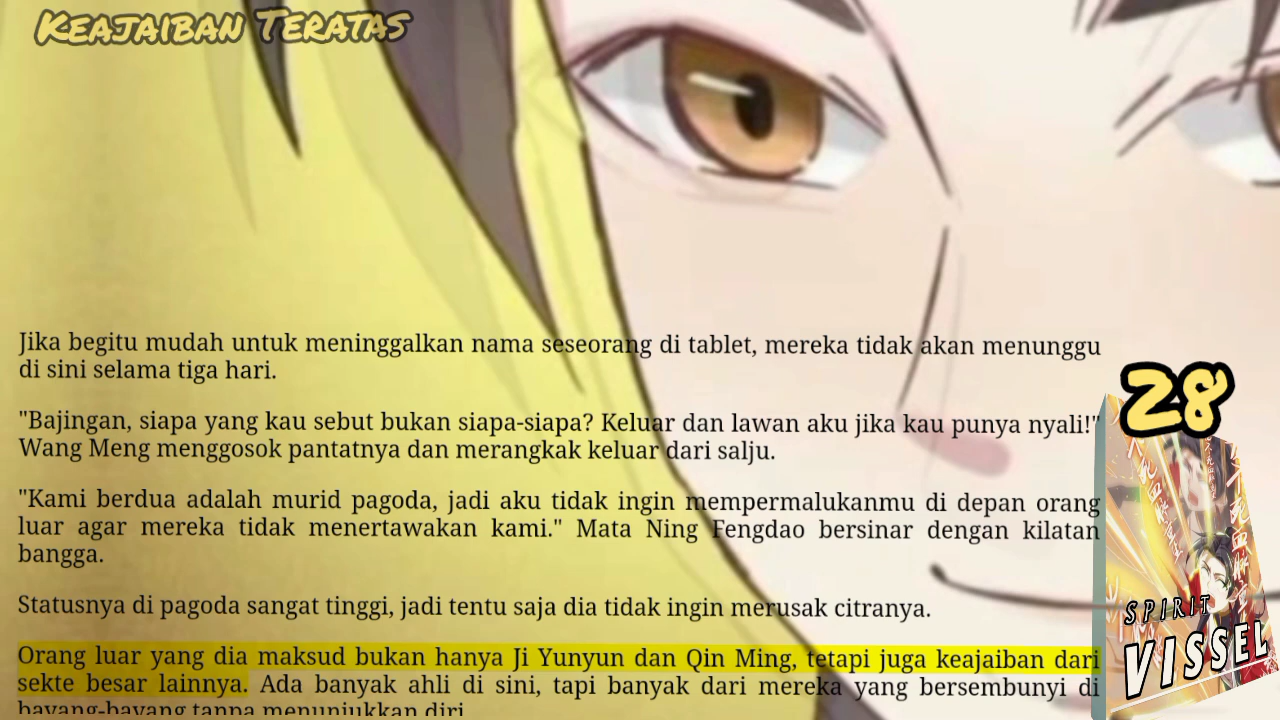 KEAJAIBAN TERATAS
Jika begitu mudah untuk meninggalkan nama seseorang di tablet, mereka tidak akan menunggu
di sini selama tiga hari.
"Bajingan, siapa yang kau sebut bukan siapa-siapa? Keluar dan lawan aku jika kau punya nyali!"
Wang Meng menggosok pantatnya dan merangkak keluar dari salju.
"Kami berdua adalah murid pagoda, jadi aku tidak ingin mempermalukanmu di depan orang
luar agar mereka tidak menertawakan kami." Mata Ning Fengdao bersinar dengan kilatan
bangga.
Statusnya di pagoda sangat tinggi, jadi tentu saja dia tidak ingin merusak citranya.
Orang luar yang dia maksud bukan hanya Ji Yunyun dan Qin Ming, tetapi juga keajaiban dari
sekte besar lainnya. Ada banyak ahli di sini, tapi banyak dari mereka yang bersembunyi di
bayang-bayang tanpa menunjukkan diri.
28
SPIRIT
VISSEL